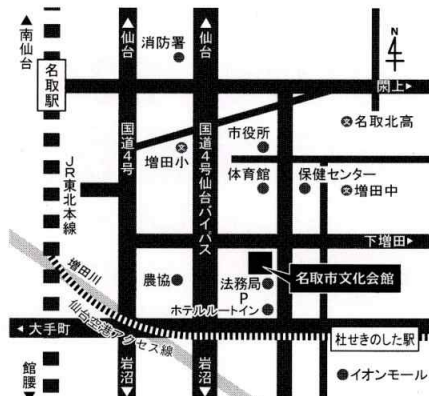 ▲南仙台
▲仙台
消防署
▲仙台
N
名取駅
閖上▶
国道4号
国道4号仙台バイパス
増田小
市役所
名取北高
JR東北本線
体育館
保健センター
増田中
下増田▶
増田川
農協
法務局
P
名取市文化会館
仙台空港アクセス線
ホテルルートイン
◀大手町
杜せきのした駅
館腰▼
岩沼▼
岩沼▼
イオンモール